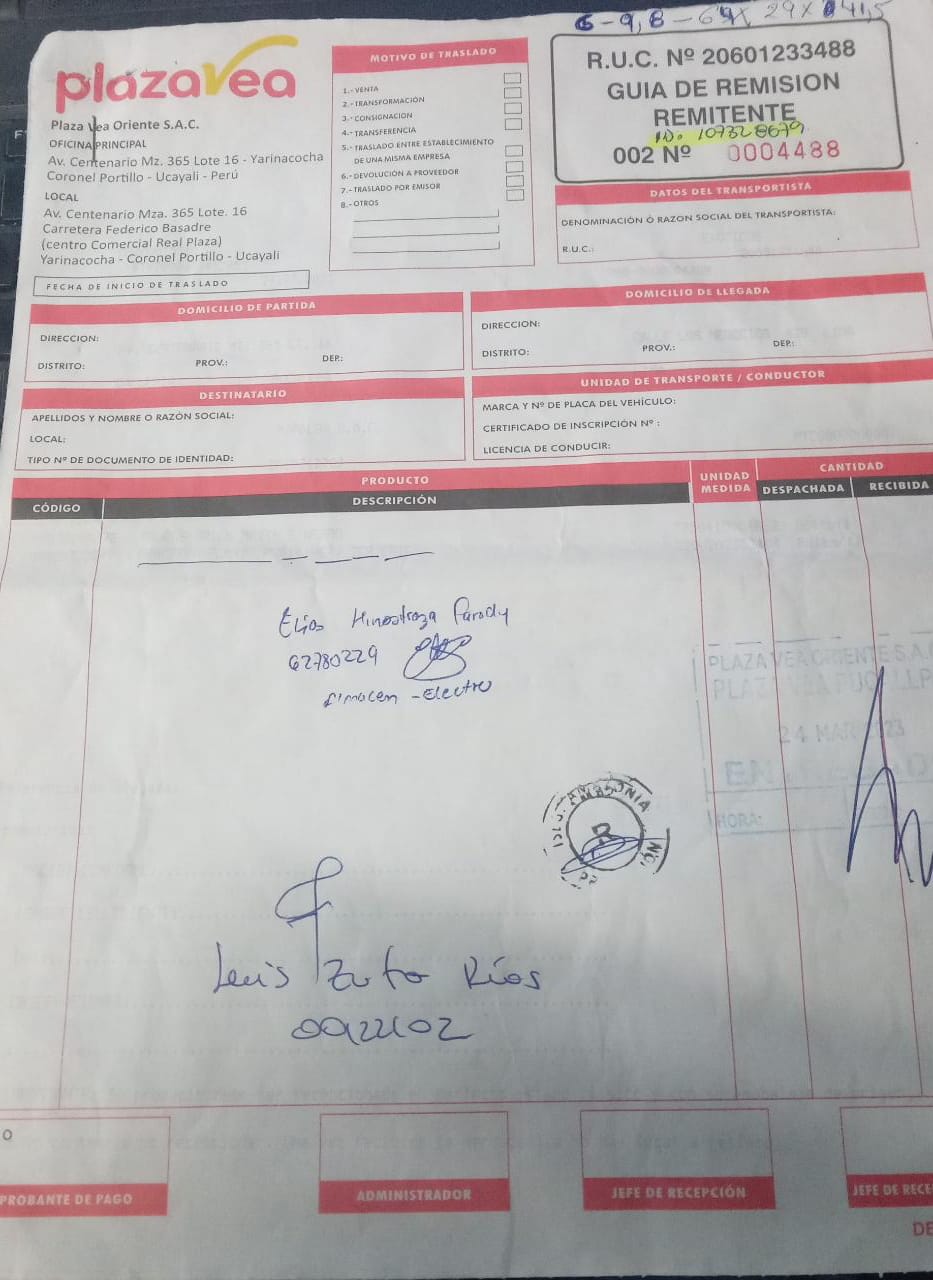 plazavea
Plaza Vea Oriente S.A.C.
OFICINA PRINCIPAL
Av. Centenario Mz. 365 Lote 16 - Yarinacocha
Coronel Portillo - Ucayali - Perú
LOCAL
Av. Centenario Mza. 365 Lote. 16
Carretera Federico Basadre
(centro Comercial Real Plaza)
Yarinacocha - Coronel Portillo - Ucayali
FECHA DE INICIO DE TRASLADO
MOTIVO DE TRASLADO
1.- VENTA
2.- TRANSFORMACIÓN
3.- CONSIGNACION
4.- TRANSFERENCIA
5.- TRASLADO ENTRE ESTABLECIMIENTO
DE UNA MISMA EMPRESA
6.- DEVOLUCIÓN A PROVEEDOR
7.- TRASLADO POR EMISOR
8.- OTROS
R.U.C. Nº 20601233488
GUIA DE REMISION
REMITENTE
ID. 107328679
002 Nº 0004488
DATOS DEL TRANSPORTISTA
DENOMINACIÓN Ó RAZON SOCIAL DEL TRANSPORTISTA:
R.U.C.:
DOMICILIO DE PARTIDA
DIRECCION:
DISTRITO: PROV.: DEP.:
DOMICILIO DE LLEGADA
DIRECCION:
DISTRITO: PROV.: DEP.:
DESTINATARIO
APELLIDOS Y NOMBRE O RAZÓN SOCIAL:
LOCAL:
TIPO Nº DE DOCUMENTO DE IDENTIDAD:
UNIDAD DE TRANSPORTE / CONDUCTOR
MARCA Y Nº DE PLACA DEL VEHÍCULO:
CERTIFICADO DE INSCRIPCIÓN Nº :
LICENCIA DE CONDUCIR:
PRODUCTO
CÓDIGO DESCRIPCIÓN
UNIDAD MEDIDA
CANTIDAD
DESPACHADA RECIBIDA
Elias Hinostroza Parody
62780229
Almacen - Electro
PLAZA VEA ORIENTE S.A.C
24 MAR 2023
HORA:
AMAZONIA
R
Luis Zuta Ríos
PROBANTE DE PAGO
ADMINISTRADOR
JEFE DE RECEPCIÓN
JEFE DE RECE
DE